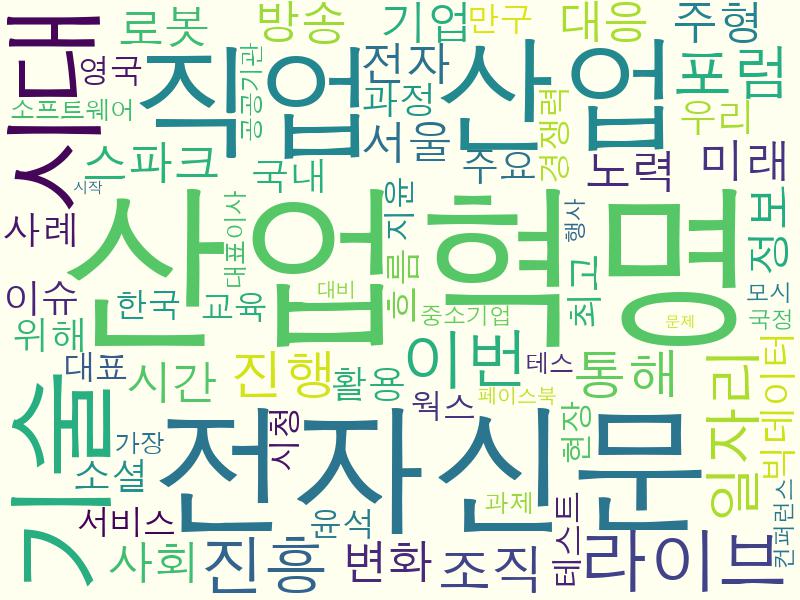 시대
로봇
방송
기업
만구
대응
주형
영국
직업
공공기관
전자
산업
포럼
소프트웨어
과정
경쟁력
우리
서울
스파크
시작
국내
주요
노력
미래
사례
산업혁명
대표이사
지윤
행사
정보
이슈
한국
교육
대비
흐름
최고
모시
중소기업
문제
국정
위해
대표
시간
진행
활용
이번
테스
통해
일자리
빅데이터
기술
워크스
페이스북
시청
현장
가장
소셜
전자신문
과제
서비스
윤석
테스트
컨퍼런스
사회
진흥
변화
조직
라이프